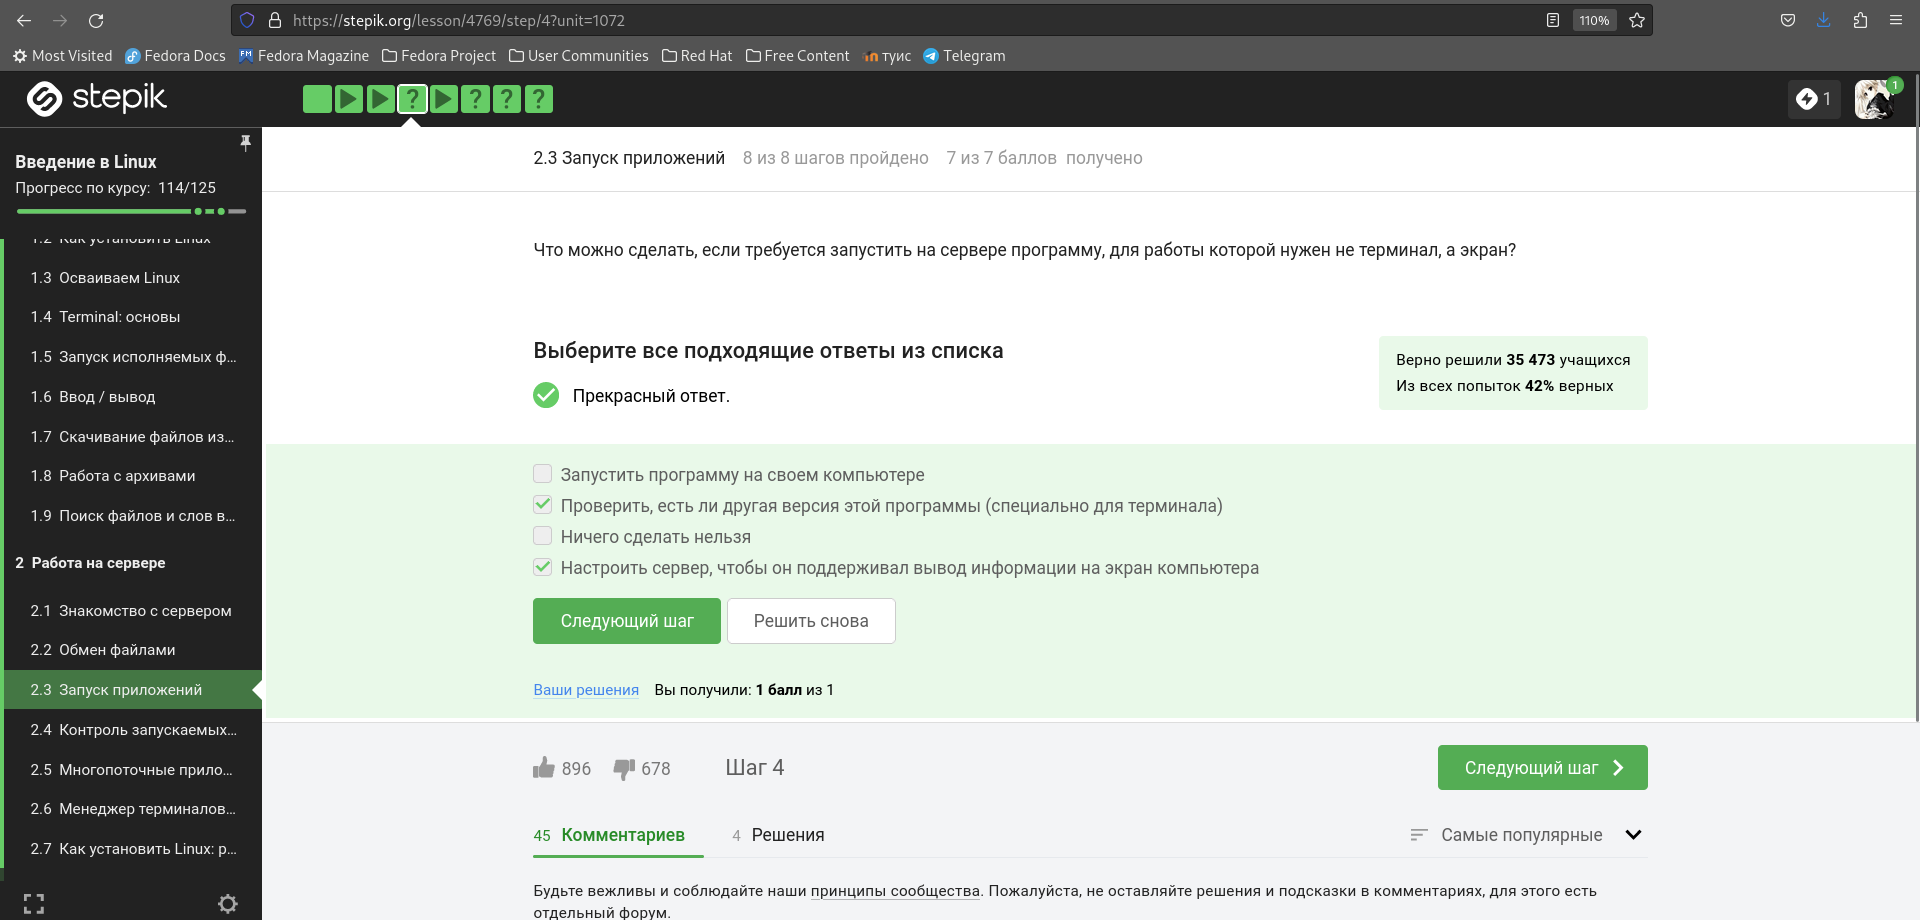 https://stepik.org/lesson/4769/step/4?unit=1072
110%
Most Visited
Fedora Docs
Fedora Magazine
Fedora Project
User Communities
Red Hat
Free Content
туис
Telegram
stepik
1
1
Введение в Linux
Прогресс по курсу: 114/125
1.2 Как установить Linux
1.3 Осваиваем Linux
1.4 Terminal: основы
1.5 Запуск исполняемых ф...
1.6 Ввод / вывод
1.7 Скачивание файлов из...
1.8 Работа с архивами
1.9 Поиск файлов и слов в...
2 Работа на сервере
2.1 Знакомство с сервером
2.2 Обмен файлами
2.3 Запуск приложений
2.4 Контроль запускаемых...
2.5 Многопоточные прило...
2.6 Менеджер терминалов...
2.7 Как установить Linux: р...
2.3 Запуск приложений 8 из 8 шагов пройдено 7 из 7 баллов получено
Что можно сделать, если требуется запустить на сервере программу, для работы которой нужен не терминал, а экран?
Выберите все подходящие ответы из списка
Прекрасный ответ.
Верно решили 35 473 учащихся
Из всех попыток 42% верных
Запустить программу на своем компьютере
Проверить, есть ли другая версия этой программы (специально для терминала)
Ничего сделать нельзя
Настроить сервер, чтобы он поддерживал вывод информации на экран компьютера
Следующий шаг
Решить снова
Ваши решения Вы получили: 1 балл из 1
896 678 Шаг 4
Следующий шаг
45 Комментариев 4 Решения
Самые популярные
Будьте вежливы и соблюдайте наши принципы сообщества. Пожалуйста, не оставляйте решения и подсказки в комментариях, для этого есть
отдельный форум.